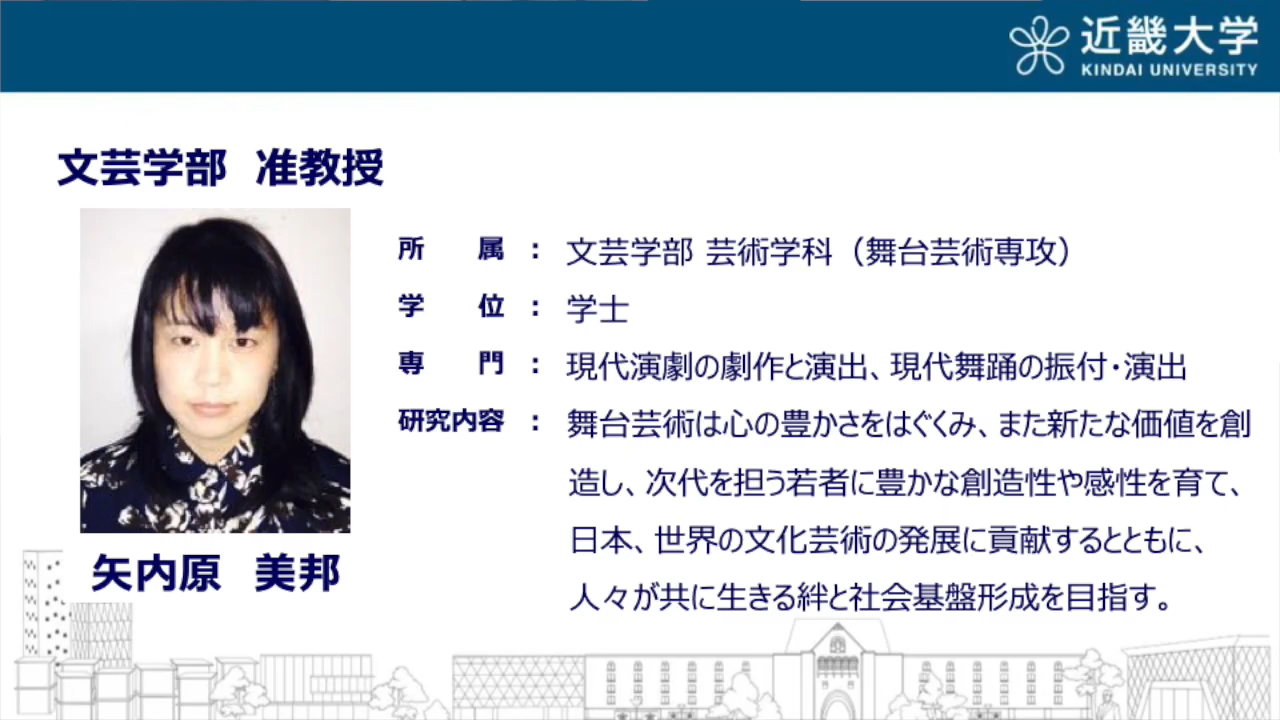 近畿大学
KINDAI UNIVERSITY
文芸学部 准教授
所 属 : 文芸学部 芸術学科（舞台芸術専攻）
学 位 : 学士
専 門 : 現代演劇の劇作と演出、現代舞踊の振付・演出
研究内容 : 舞台芸術は心の豊かさをはぐくみ、また新たな価値を創
造し、次代を担う若者に豊かな創造性や感性を育て、
日本、世界の文化芸術の発展に貢献するとともに、
人々が共に生きる絆と社会基盤形成を目指す。
矢内原 美邦